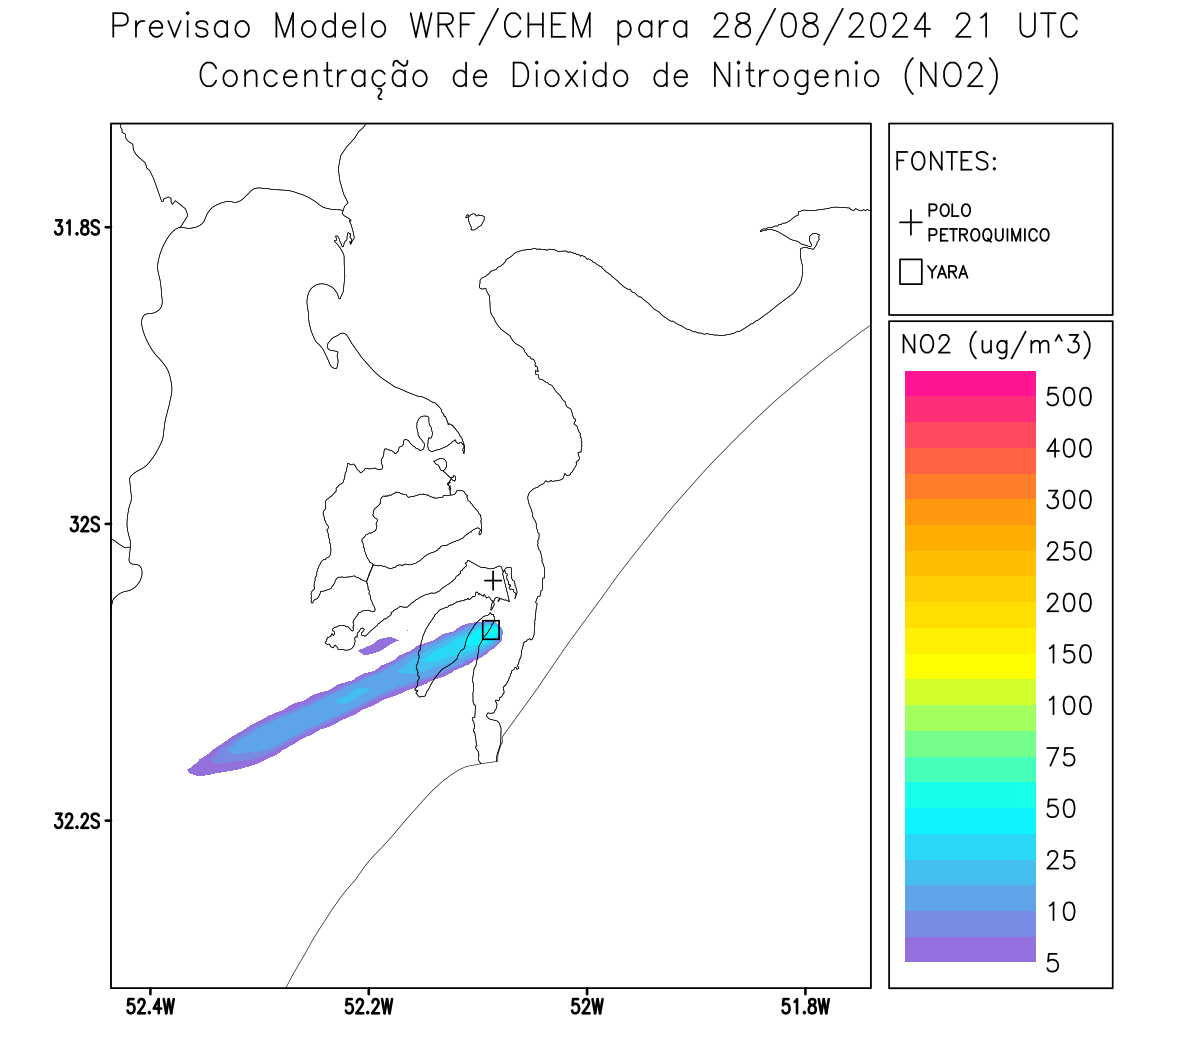 Previsao Modelo WRF/CHEM para 28/08/2024 21 UTC
Concentração de Dioxido de Nitrogenio (NO2)
FONTES:
POLO
PETROQUIMICO
YARA
NO2 (ug/m^3)
500
400
300
250
200
150
100
75
50
25
10
5
31.8S
32S
32.2S
52.4W
52.2W
52W
51.8W